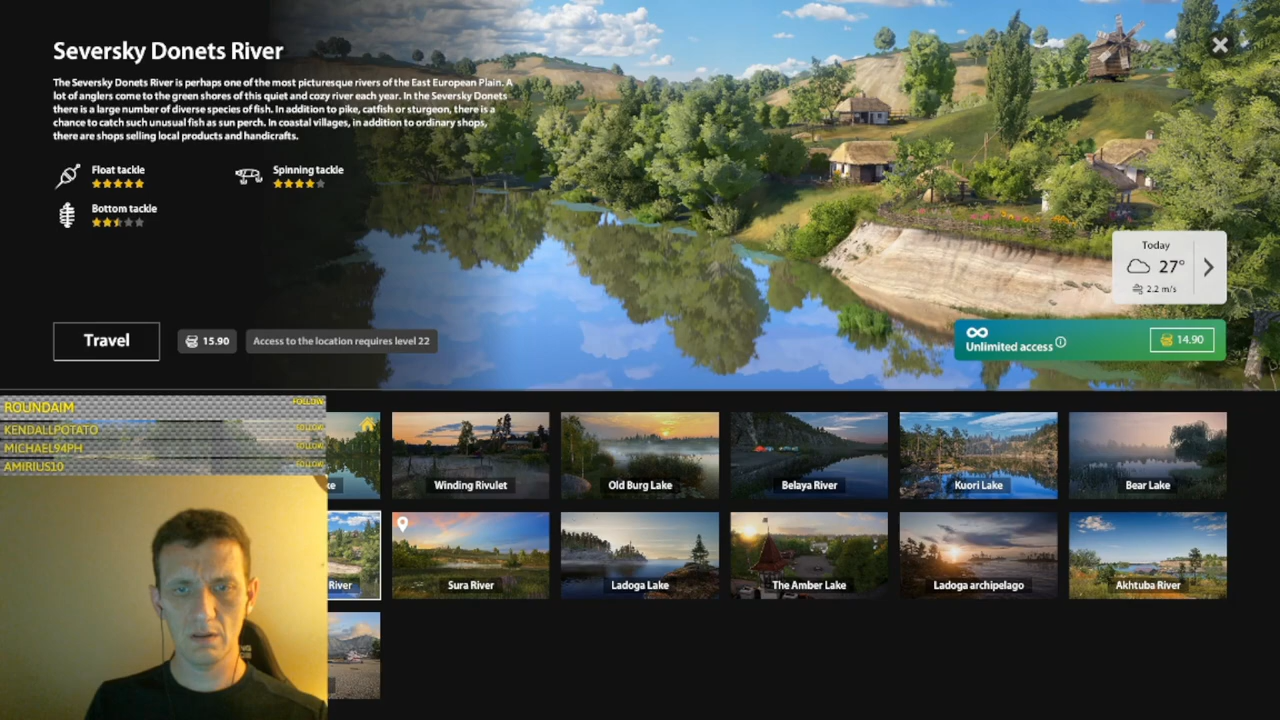 Seversky Donets River
The Seversky Donets River is perhaps one of the most picturesque rivers of the East European Plain. A
lot of anglers come to the green shores of this quiet and cozy river each year. In the Seversky Donets
there is a large number of diverse species of fish. In addition to pike, catfish or sturgeon, there is a
chance to catch such unusual fish as sun perch. In coastal villages, in addition to ordinary shops,
there are shops selling local products and handicrafts.
Float tackle
Spinning tackle
Bottom tackle
Today
27°
2.2 m/s
Travel
15.90
Access to the location requires level 22
Unlimited access
14.90
ROUNDAIM
FOLLOW
KENDALLPOTATO
FOLLOW
MICHAEL94PH
FOLLOW
AMIRIUS10
FOLLOW
ke
Winding Rivulet
Old Burg Lake
Belaya River
Kuori Lake
Bear Lake
River
Sura River
Ladoga Lake
The Amber Lake
Ladoga archipelago
Akhtuba River